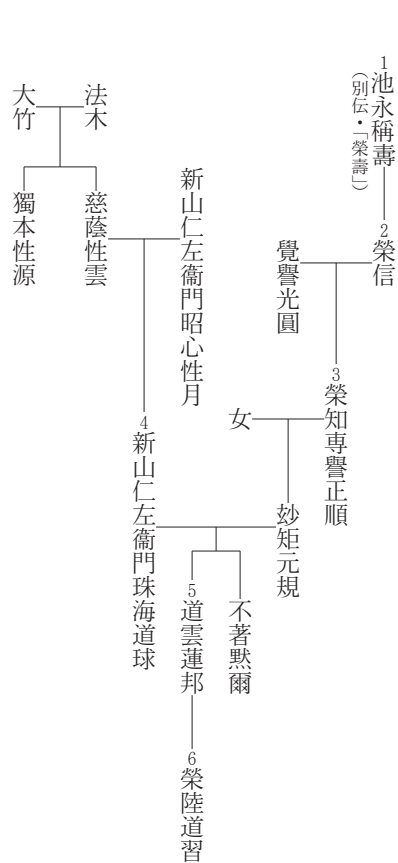 1池永稱壽
（別伝・「榮壽」）
2榮信
覺譽光圓
3榮知専譽正順
女
玅矩元規
新山仁左衞門昭心性月
慈蔭性雲
法木
大竹
獨本性源
4新山仁左衞門珠海道球
不著黙爾
5道雲蓮邦
6榮陸道習